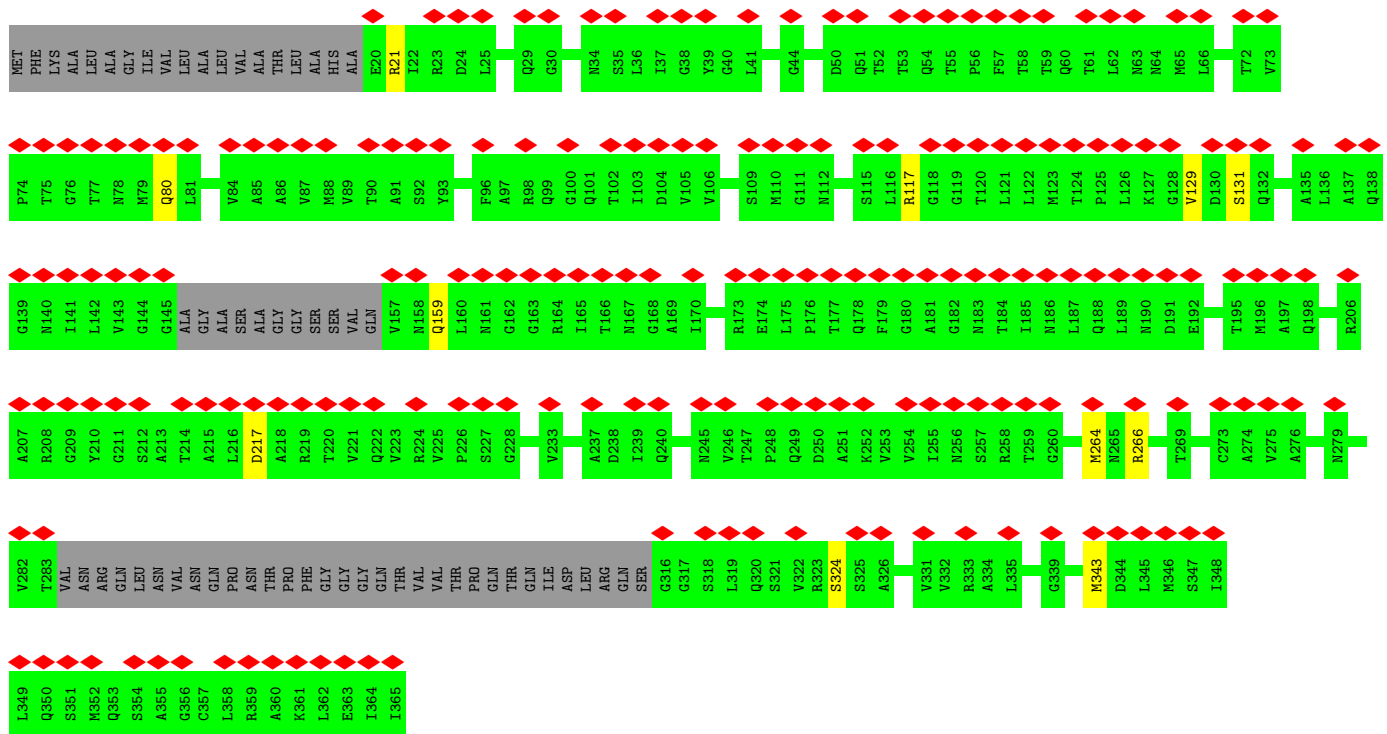 MET PHE LYS ALA LEU ALA GLY ILE VAL LEU ALA LEU VAL ALA THR LEU ALA HIS ALA E20 R21 I22 R23 D24 L25 Q29 G30 N34 S35 L36 I37 G38 Y39 G40 L41 G44 D50 Q51 T52 T53 Q54 T55 P56 F57 T58 T59 Q60 T61 L62 N63 N64 M65 L66 T72 V73
P74 T75 G76 T77 N78 M79 Q80 L81 V84 A85 A86 V87 M88 V89 T90 A91 S92 Y93 F96 A97 R98 Q99 G100 Q101 T102 I103 D104 V105 V106 S109 M110 G111 N112 S115 L116 R117 G118 G119 T120 L121 L122 M123 T124 P125 L126 K127 G128 V129 D130 S131 Q132 A135 L136 A137 Q138
G139 N140 I141 L142 V143 G144 G145 ALA GLY ALA SER ALA GLY GLY SER SER VAL GLN V157 N158 Q159 L160 N161 G162 G163 R164 I165 T166 N167 G168 A169 I170 R173 E174 L175 P176 T177 Q178 F179 G180 A181 G182 N183 T184 I185 N186 L187 Q188 L189 N190 D191 E192 T195 M196 A197 Q198 R206
A207 R208 G209 Y210 G211 S212 A213 T214 A215 L216 D217 A218 R219 T220 V221 Q222 V223 R224 V225 P226 S227 G228 V233 A237 D238 I239 Q240 N245 V246 T247 P248 Q249 D250 A251 K252 V253 V254 I255 N256 S257 R258 T259 G260 M264 N265 R266 T269 C273 A274 V275 A276 N279
V282 T283 VAL ASN ARG GLN LEU ASN VAL ASN GLN PRO ASN THR PRO PHE GLY GLY GLY GLN THR VAL VAL THR PRO GLN THR GLN ILE ASP LEU ARG GLN SER G316 G317 S318 L319 Q320 S321 V322 R323 S324 S325 A326 V331 V332 R333 A334 L335 G339 M343 D344 L345 M346 S347 I348
L349 Q350 S351 M352 Q353 S354 A355 G356 C357 L358 R359 A360 K361 L362 E363 I364 I365